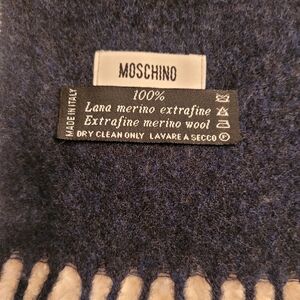 MOSCHINO
MADE IN ITALY
100%
Lana merino extrafine
Extrafine merino wool
DRY CLEAN ONLY LAVARE A SECCO Ⓟ